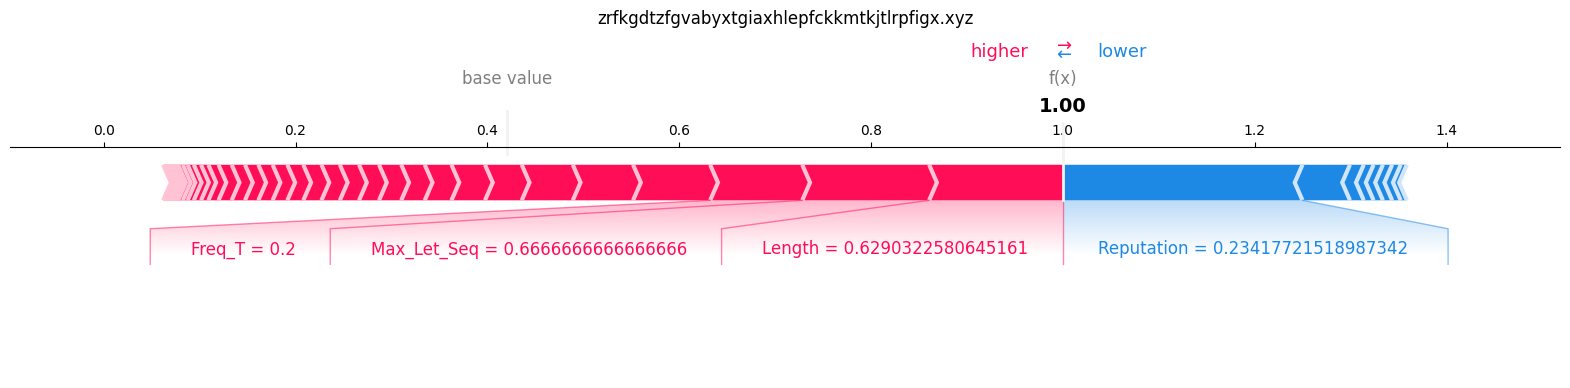 zrfkgdtzfgvabyxtgiaxhlepfckkmtkjtlrpfigx.xyz
higher ⇄ lower
base value f(x)
1.00
0.0 0.2 0.4 0.6 0.8 1.0 1.2 1.4
Freq_T = 0.2 Max_Let_Seq = 0.6666666666666666 Length = 0.6290322580645161 Reputation = 0.23417721518987342